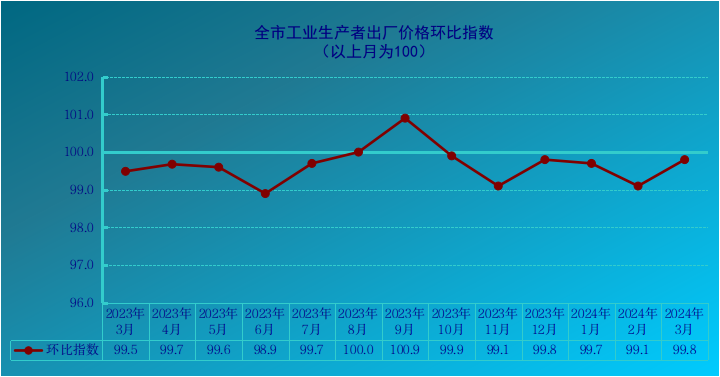 全市工业生产者出厂价格环比指数
（以上月为100）
102.0
101.0
100.0
99.0
98.0
97.0
96.0
2023年 2023年 2023年 2023年 2023年 2023年 2023年 2023年 2023年 2023年 2024年 2024年 2024年
3月 4月 5月 6月 7月 8月 9月 10月 11月 12月 1月 2月 3月
环比指数 99.5 99.7 99.6 98.9 99.7 100.0 100.9 99.9 99.1 99.8 99.7 99.1 99.8